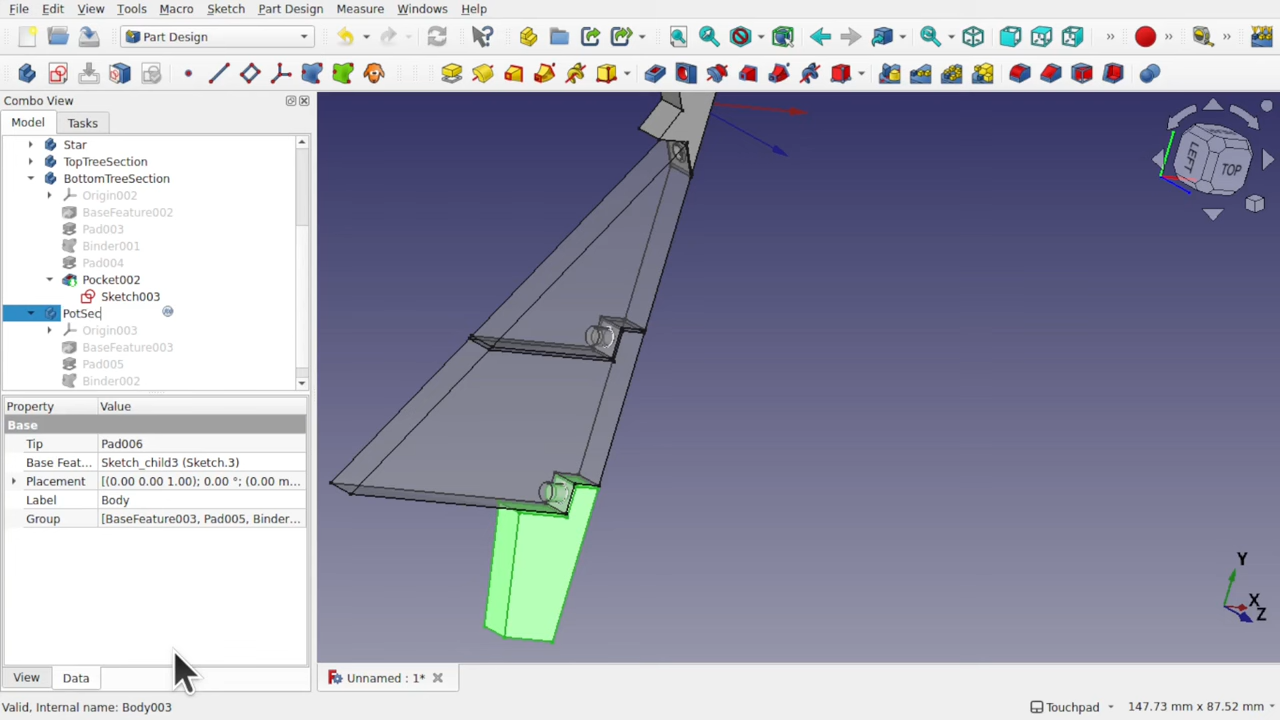 File Edit View Tools Macro Sketch Part Design Measure Windows Help
Part Design
Combo View
Model Tasks
Star
TopTreeSection
BottomTreeSection
Origin002
BaseFeature002
Pad003
Binder001
Pad004
Pocket002
Sketch003
PotSec
Origin003
BaseFeature003
Pad005
Binder002
Property Value
Base
Tip Pad006
Base Feat... Sketch_child3 (Sketch.3)
Placement [(0.00 0.00 1.00); 0.00 °; (0.00 m...
Label Body
Group [BaseFeature003, Pad005, Binder...
View Data
LEFT TOP
Y
X
Z
Unnamed : 1*
Valid, Internal name: Body003
Touchpad 147.73 mm x 87.52 mm